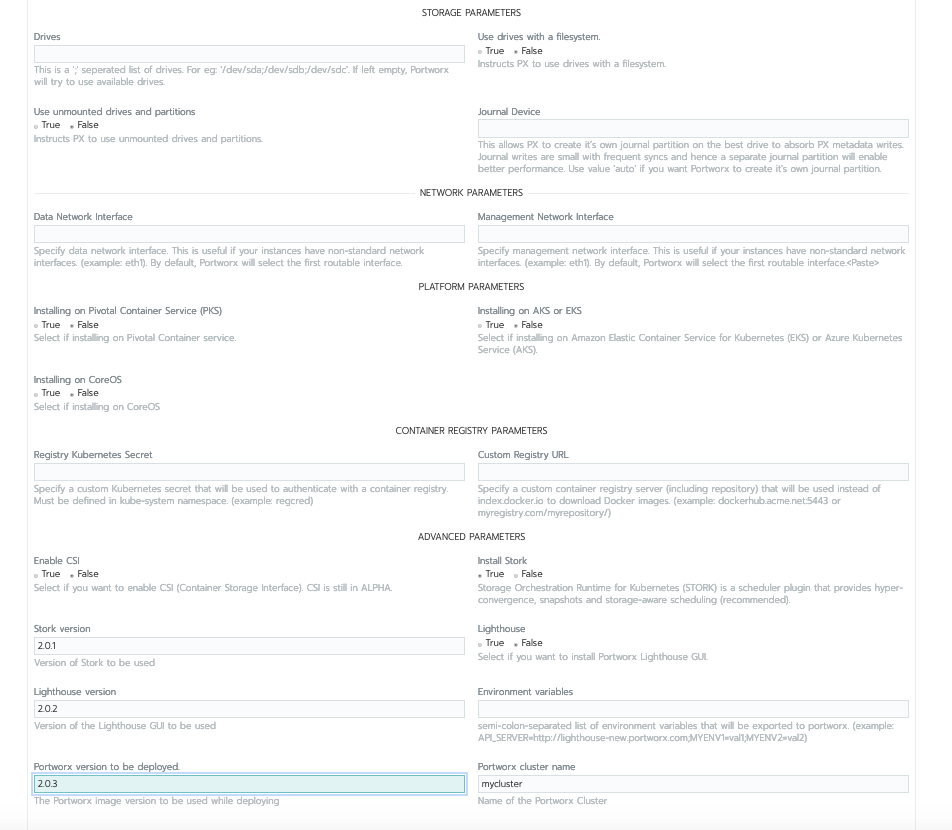 STORAGE PARAMETERS
Drives
This is a ';' seperated list of drives. For eg: '/dev/sda;/dev/sdb;/dev/sdc'. If left empty, Portworx
will try to use available drives.
Use drives with a filesystem.
True False
Instructs PX to use drives with a filesystem.
Use unmounted drives and partitions
True False
Instructs PX to use unmounted drives and partitions.
Journal Device
This allows PX to create it's own journal partition on the best drive to absorb PX metadata writes.
Journal writes are small with frequent syncs and hence a separate journal partition will enable
better performance. Use value 'auto' if you want Portworx to create it's own journal partition.
NETWORK PARAMETERS
Data Network Interface
Specify data network interface. This is useful if your instances have non-standard network
interfaces. (example: eth1). By default, Portworx will select the first routable interface.
Management Network Interface
Specify management network interface. This is useful if your instances have non-standard network
interfaces. (example: eth1). By default, Portworx will select the first routable interface.<Paste>
PLATFORM PARAMETERS
Installing on Pivotal Container Service (PKS)
True False
Select if installing on Pivotal Container service.
Installing on AKS or EKS
True False
Select if installing on Amazon Elastic Container Service for Kubernetes (EKS) or Azure Kubernetes
Service (AKS).
Installing on CoreOS
True False
Select if installing on CoreOS
CONTAINER REGISTRY PARAMETERS
Registry Kubernetes Secret
Specify a custom Kubernetes secret that will be used to authenticate with a container registry.
Must be defined in kube-system namespace. (example: regcred)
Custom Registry URL
Specify a custom container registry server (including repository) that will be used instead of
index.docker.io to download Docker images. (example: dockerhub.acme.net:5443 or
myregistry.com/myrepository/)
ADVANCED PARAMETERS
Enable CSI
True False
Select if you want to enable CSI (Container Storage Interface). CSI is still in ALPHA.
Install Stork
True False
Storage Orchestration Runtime for Kubernetes (STORK) is a scheduler plugin that provides hyper-
convergence, snapshots and storage-aware scheduling (recommended).
Stork version
2.0.1
Version of Stork to be used
Lighthouse
True False
Select if you want to install Portworx Lighthouse GUI.
Lighthouse version
2.0.2
Version of the Lighthouse GUI to be used
Environment variables
semi-colon-separated list of environment variables that will be exported to portworx. (example:
API_SERVER=http://lighthouse-new.portworx.com;MYENV1=val1;MYENV2=val2)
Portworx version to be deployed.
2.0.3
The Portworx image version to be used while deploying
Portworx cluster name
mycluster
Name of the Portworx Cluster